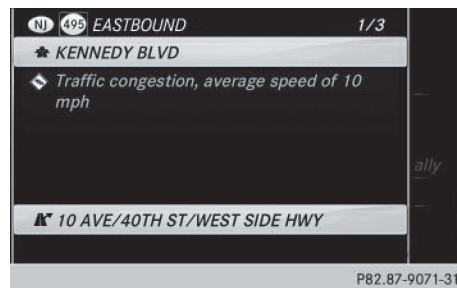 NJ 495 EASTBOUND 1/3
KENNEDY BLVD
Traffic congestion, average speed of 10
mph
ally
10 AVE/40TH ST/WEST SIDE HWY
P82.87-9071-31